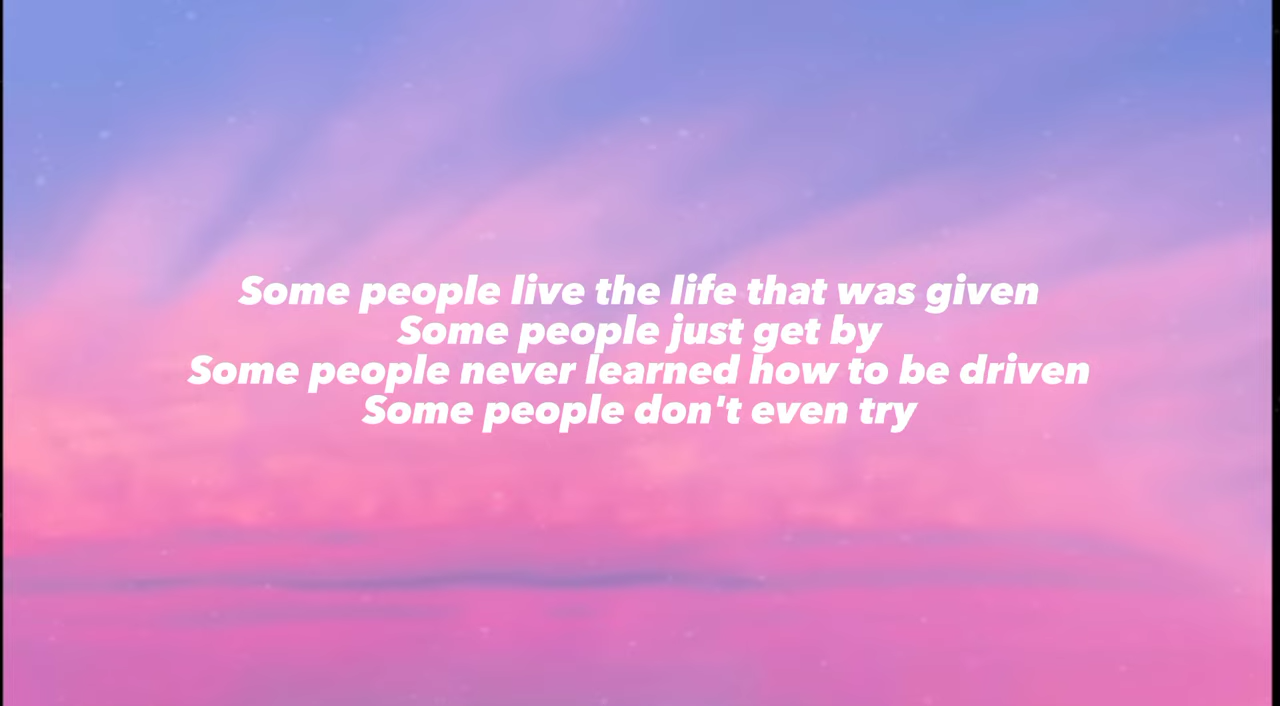 Some people live the life that was given
Some people just get by
Some people never learned how to be driven
Some people don't even try